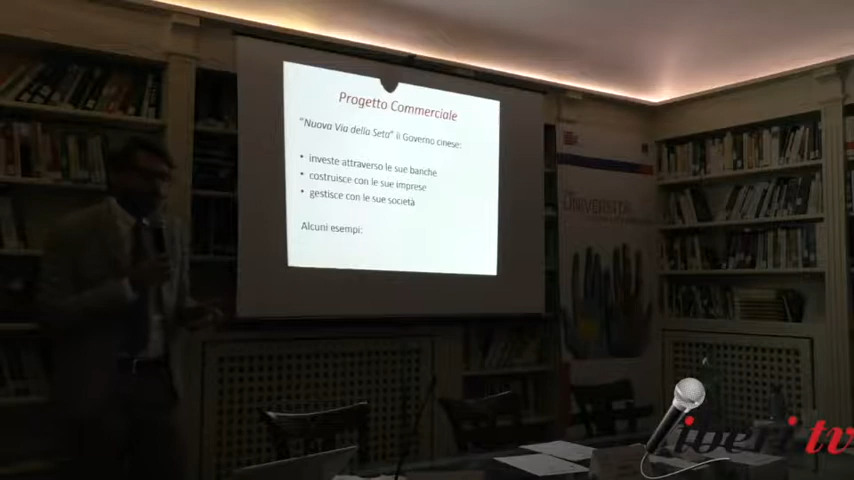 Progetto Commerciale
"Nuova Via della Seta" il Governo cinese:
• investe attraverso le sue banche
• costruisce con le sue imprese
• gestisce con le sue società
Alcuni esempi:
UNIVERSITÀ
liberi.tv